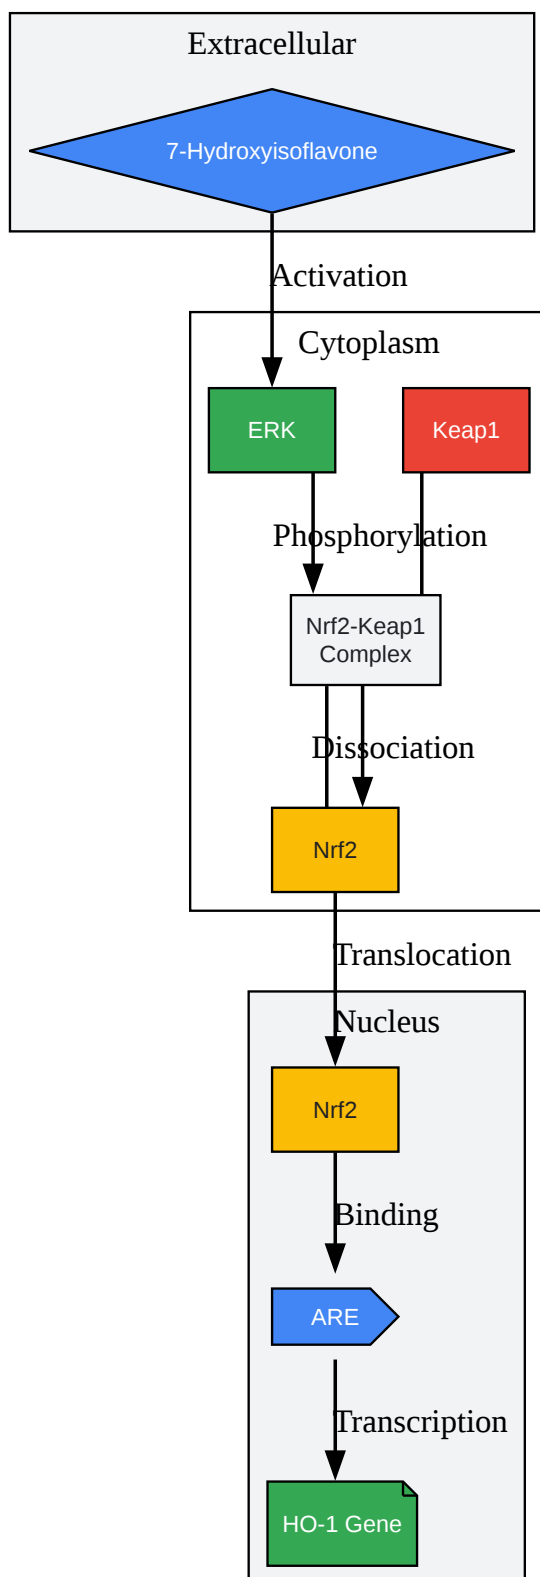 Extracellular
7-Hydroxyisoflavone
Activation
Cytoplasm
ERK
Keap1
Phosphorylation
Nrf2-Keap1
Complex
Dissociation
Nrf2
Translocation
Nucleus
Nrf2
Binding
ARE
Transcription
HO-1 Gene